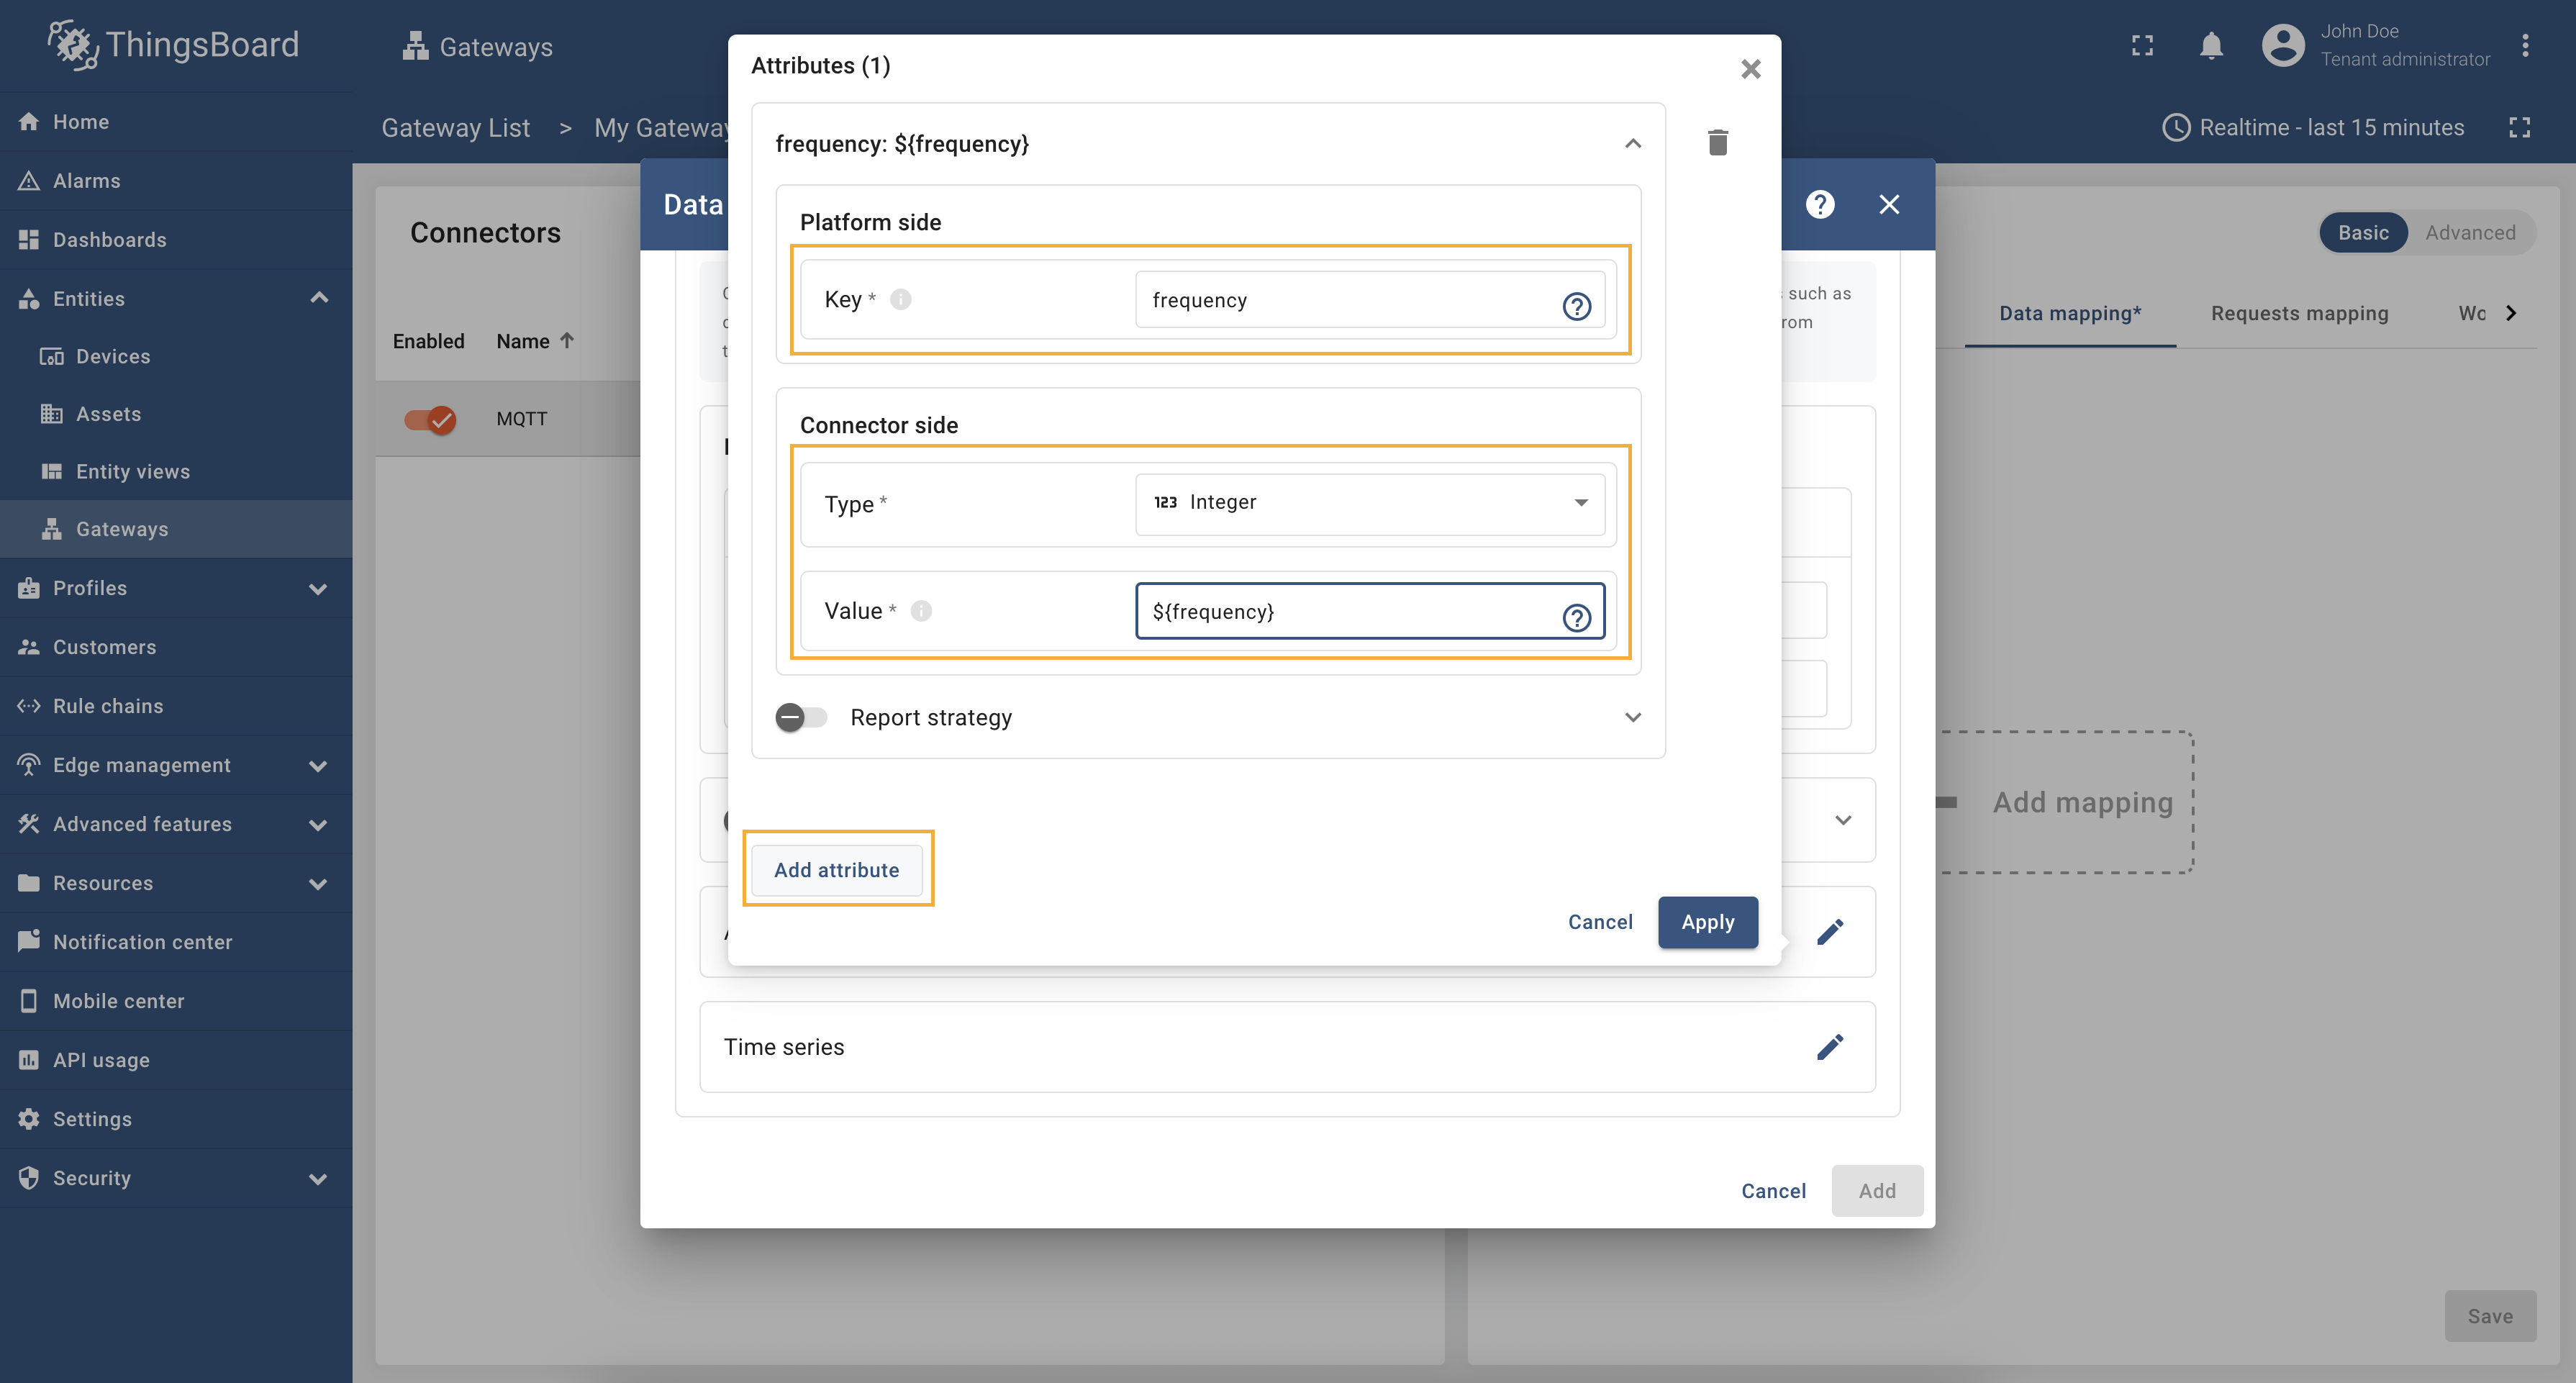 ThingsBoard
Gateways
John Doe
Tenant administrator
Gateway List > My Gateway
Realtime - last 15 minutes
Home
Alarms
Dashboards
Entities
Devices
Assets
Entity views
Gateways
Profiles
Customers
Rule chains
Edge management
Advanced features
Resources
Notification center
Mobile center
API usage
Settings
Security
Connectors
Enabled Name
MQTT
Basic Advanced
Data mapping* Requests mapping
Add mapping
Save
Data
such as
rom
Attributes (1)
frequency: ${frequency}
Platform side
Key * frequency
Connector side
Type * 123 Integer
Value * ${frequency}
Report strategy
Add attribute
Cancel Apply
Time series
Cancel Add